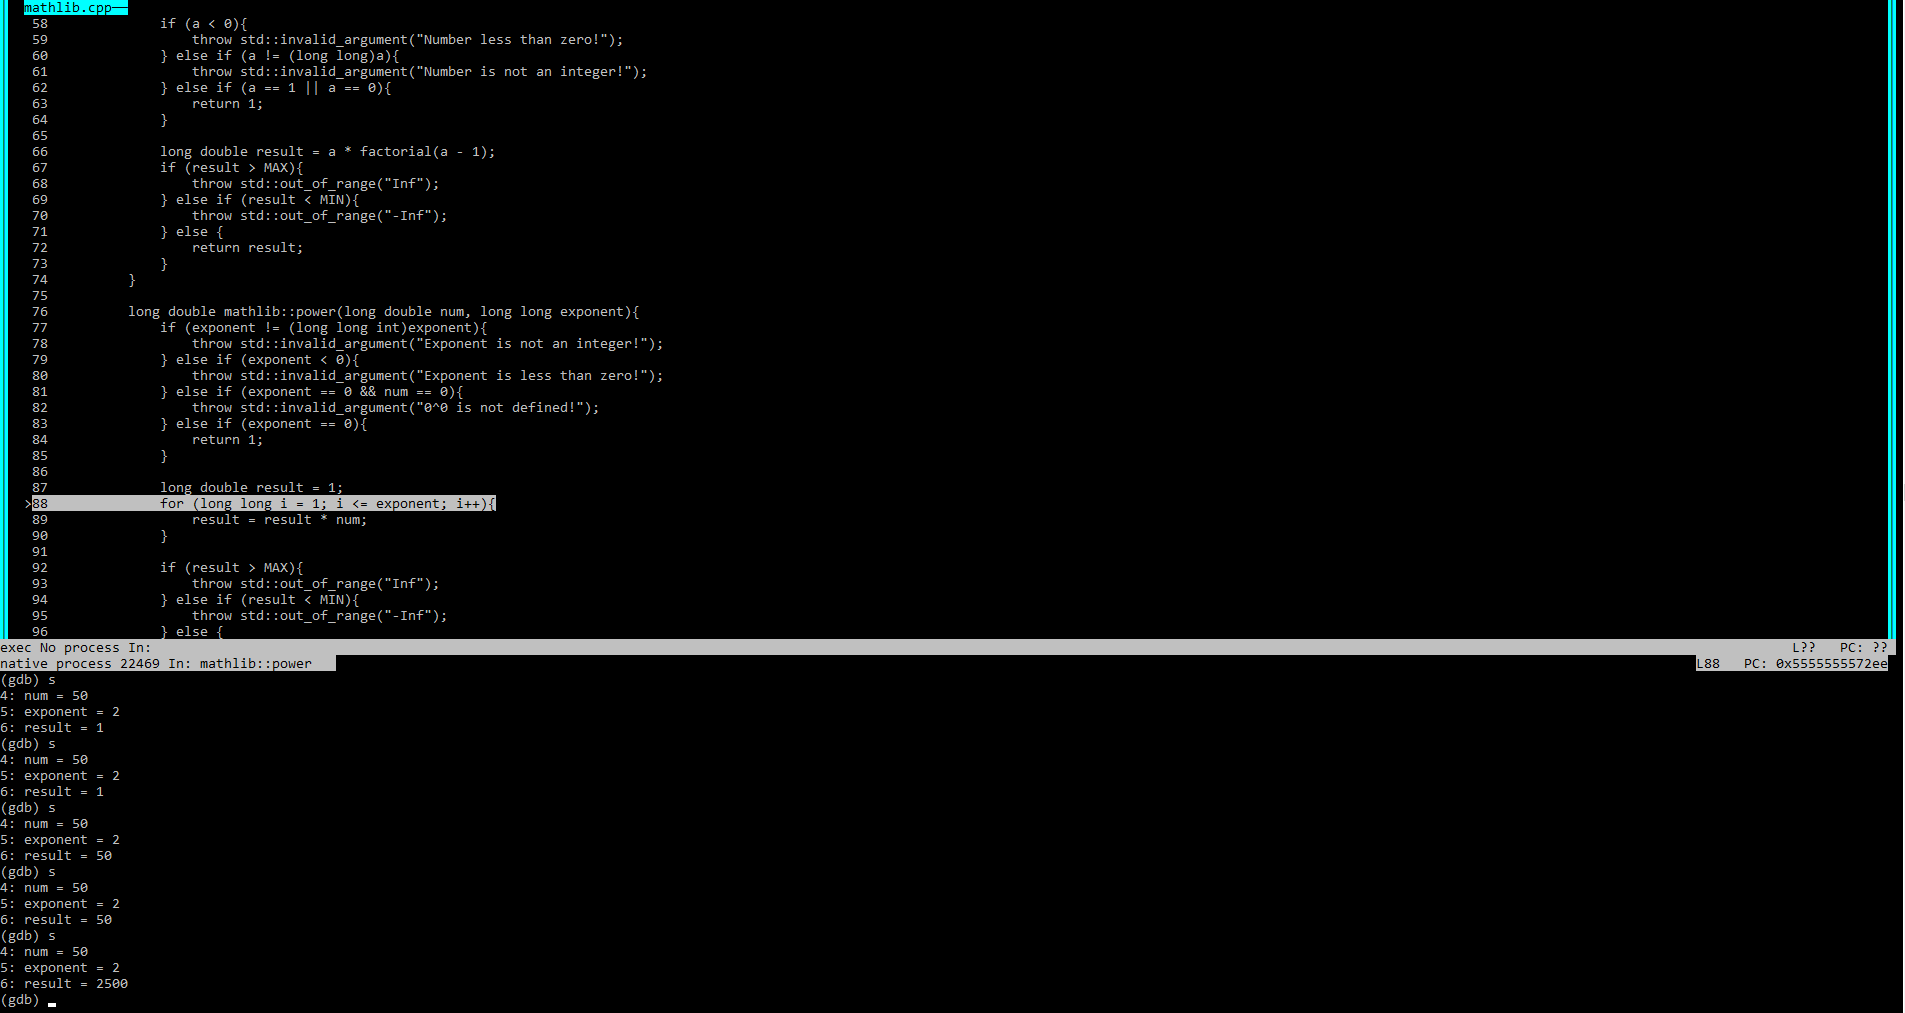 mathlib.cpp
58 if (a < 0){
59 throw std::invalid_argument("Number less than zero!");
60 } else if (a != (long long)a){
61 throw std::invalid_argument("Number is not an integer!");
62 } else if (a == 1 || a == 0){
63 return 1;
64 }
65
66 long double result = a * factorial(a - 1);
67 if (result > MAX){
68 throw std::out_of_range("Inf");
69 } else if (result < MIN){
70 throw std::out_of_range("-Inf");
71 } else {
72 return result;
73 }
74 }
75
76 long double mathlib::power(long double num, long long exponent){
77 if (exponent != (long long int)exponent){
78 throw std::invalid_argument("Exponent is not an integer!");
79 } else if (exponent < 0){
80 throw std::invalid_argument("Exponent is less than zero!");
81 } else if (exponent == 0 && num == 0){
82 throw std::invalid_argument("0^0 is not defined!");
83 } else if (exponent == 0){
84 return 1;
85 }
86
87 long double result = 1;
>88 for (long long i = 1; i <= exponent; i++){
89 result = result * num;
90 }
91
92 if (result > MAX){
93 throw std::out_of_range("Inf");
94 } else if (result < MIN){
95 throw std::out_of_range("-Inf");
96 } else {
exec No process In: L?? PC: ??
native process 22469 In: mathlib::power L88 PC: 0x5555555572ee
(gdb) s
4: num = 50
5: exponent = 2
6: result = 1
(gdb) s
4: num = 50
5: exponent = 2
6: result = 1
(gdb) s
4: num = 50
5: exponent = 2
6: result = 50
(gdb) s
4: num = 50
5: exponent = 2
6: result = 50
(gdb) s
4: num = 50
5: exponent = 2
6: result = 2500
(gdb)